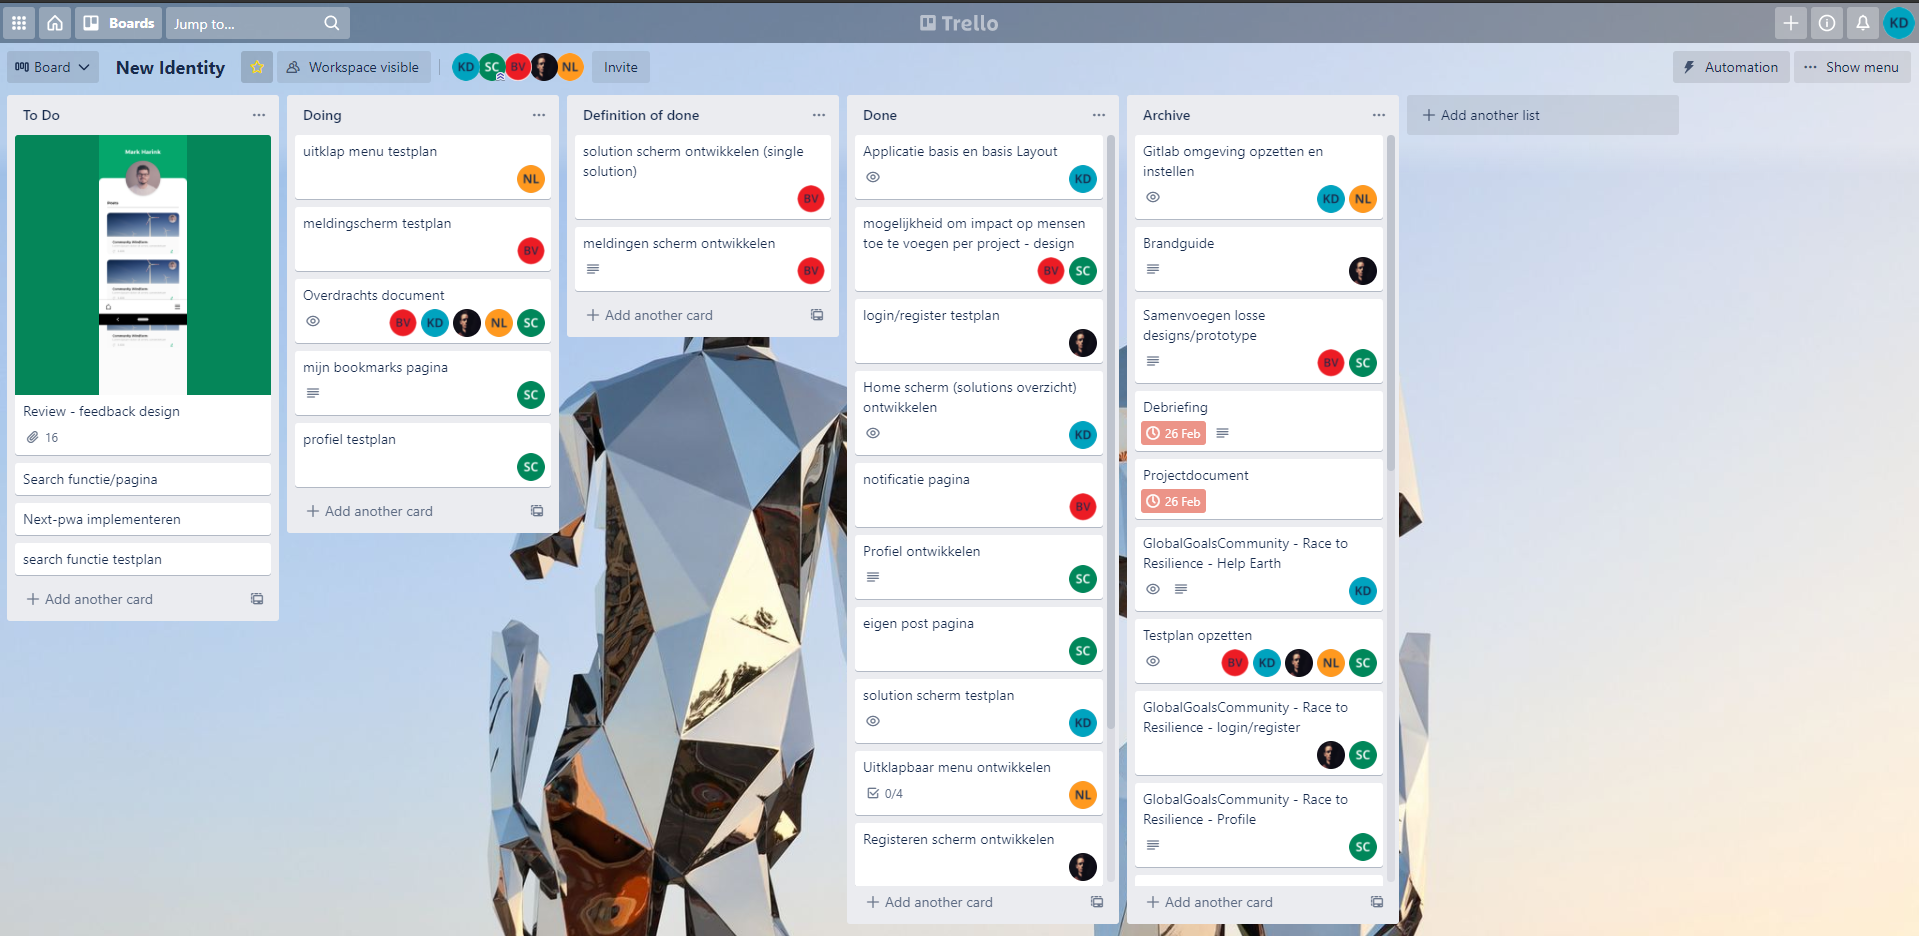 Boards
Jump to...
Trello
KD
Board
New Identity
Workspace visible
KD
SC
BV
NL
Invite
Automation
Show menu
To Do
Mark Harink
Review - feedback design
16
Search functie/pagina
Next-pwa implementeren
search functie testplan
Add another card
Doing
uitklap menu testplan
NL
meldingscherm testplan
BV
Overdrachts document
BV KD NL SC
mijn bookmarks pagina
SC
profiel testplan
SC
Add another card
Definition of done
solution scherm ontwikkelen (single
solution)
BV
meldingen scherm ontwikkelen
BV
Add another card
Done
Applicatie basis en basis Layout
KD
mogelijkheid om impact op mensen
toe te voegen per project - design
BV SC
login/register testplan
Home scherm (solutions overzicht)
ontwikkelen
KD
notificatie pagina
BV
Profiel ontwikkelen
SC
eigen post pagina
SC
solution scherm testplan
KD
Uitklapbaar menu ontwikkelen
0/4
NL
Registeren scherm ontwikkelen
Add another card
Archive
Gitlab omgeving opzetten en
instellen
KD NL
Brandguide
Samenvoegen losse
designs/prototype
BV SC
Debriefing
26 Feb
Projectdocument
26 Feb
GlobalGoalsCommunity - Race to
Resilience - Help Earth
KD
Testplan opzetten
BV KD NL SC
GlobalGoalsCommunity - Race to
Resilience - login/register
SC
GlobalGoalsCommunity - Race to
Resilience - Profile
SC
Add another card
Add another list